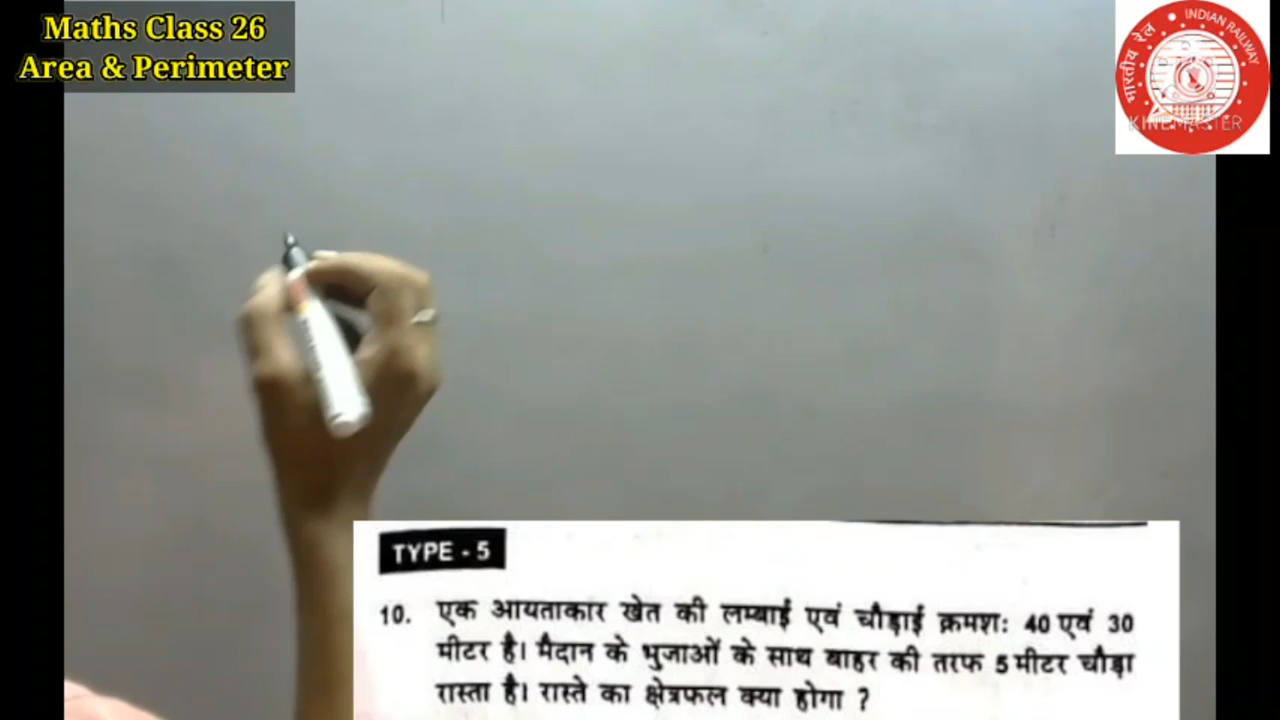 Maths Class 26
Area & Perimeter
भारतीय रेल
INDIAN RAILWAY
KINEMASTER
TYPE - 5
10. एक आयताकार खेत की लम्बाई एवं चौड़ाई क्रमशः 40 एवं 30
मीटर है। मैदान के भुजाओं के साथ बाहर की तरफ 5 मीटर चौड़ा
रास्ता है। रास्ते का क्षेत्रफल क्या होगा ?